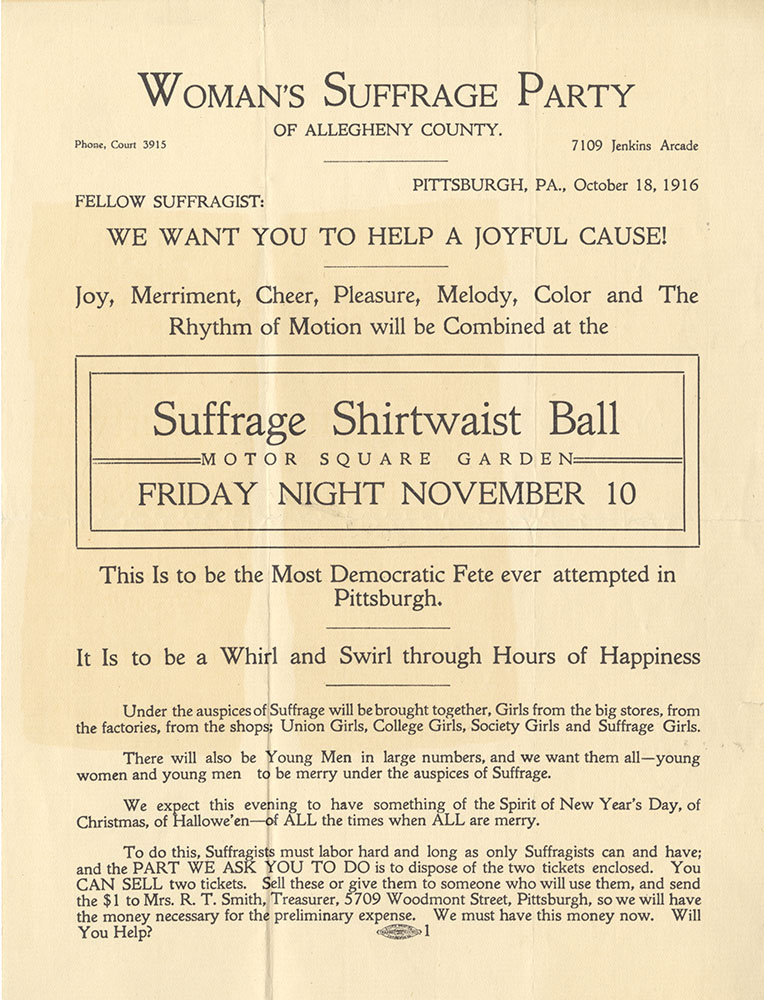 WOMAN'S SUFFRAGE PARTY
OF ALLEGHENY COUNTY.
Phone, Court 3915
7109 Jenkins Arcade
PITTSBURGH, PA., October 18, 1916
FELLOW SUFFRAGIST:
WE WANT YOU TO HELP A JOYFUL CAUSE!
Joy, Merriment, Cheer, Pleasure, Melody, Color and The
Rhythm of Motion will be Combined at the
Suffrage Shirtwaist Ball
MOTOR SQUARE GARDEN
FRIDAY NIGHT NOVEMBER 10
This Is to be the Most Democratic Fete ever attempted in
Pittsburgh.
It Is to be a Whirl and Swirl through Hours of Happiness
Under the auspices of Suffrage will be brought together, Girls from the big stores, from
the factories, from the shops; Union Girls, College Girls, Society Girls and Suffrage Girls.
There will also be Young Men in large numbers, and we want them all—young
women and young men to be merry under the auspices of Suffrage.
We expect this evening to have something of the Spirit of New Year's Day, of
Christmas, of Hallowe'en—of ALL the times when ALL are merry.
To do this, Suffragists must labor hard and long as only Suffragists can and have;
and the PART WE ASK YOU TO DO is to dispose of the two tickets enclosed. You
CAN SELL two tickets. Sell these or give them to someone who will use them, and send
the $1 to Mrs. R. T. Smith, Treasurer, 5709 Woodmont Street, Pittsburgh, so we will have
the money necessary for the preliminary expense. We must have this money now. Will
You Help?
1